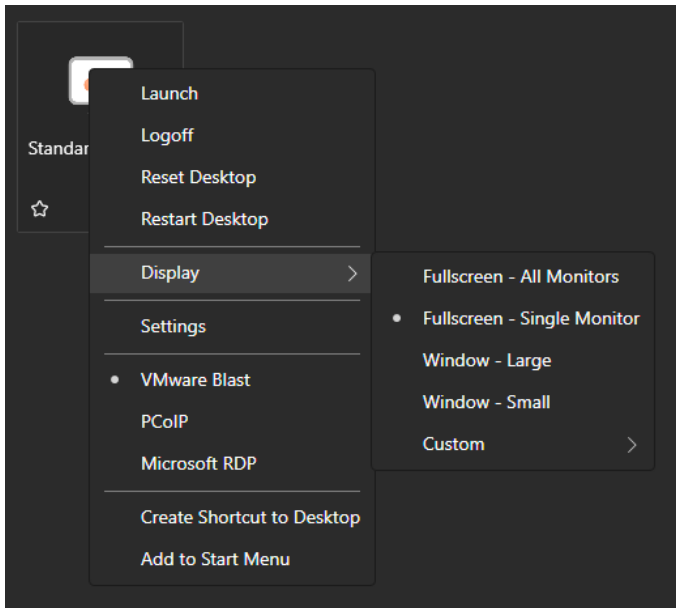 Launch
Logoff
Standar
Reset Desktop
Restart Desktop
Display
Settings
VMware Blast
PCoIP
Microsoft RDP
Create Shortcut to Desktop
Add to Start Menu
Fullscreen - All Monitors
Fullscreen - Single Monitor
Window - Large
Window - Small
Custom